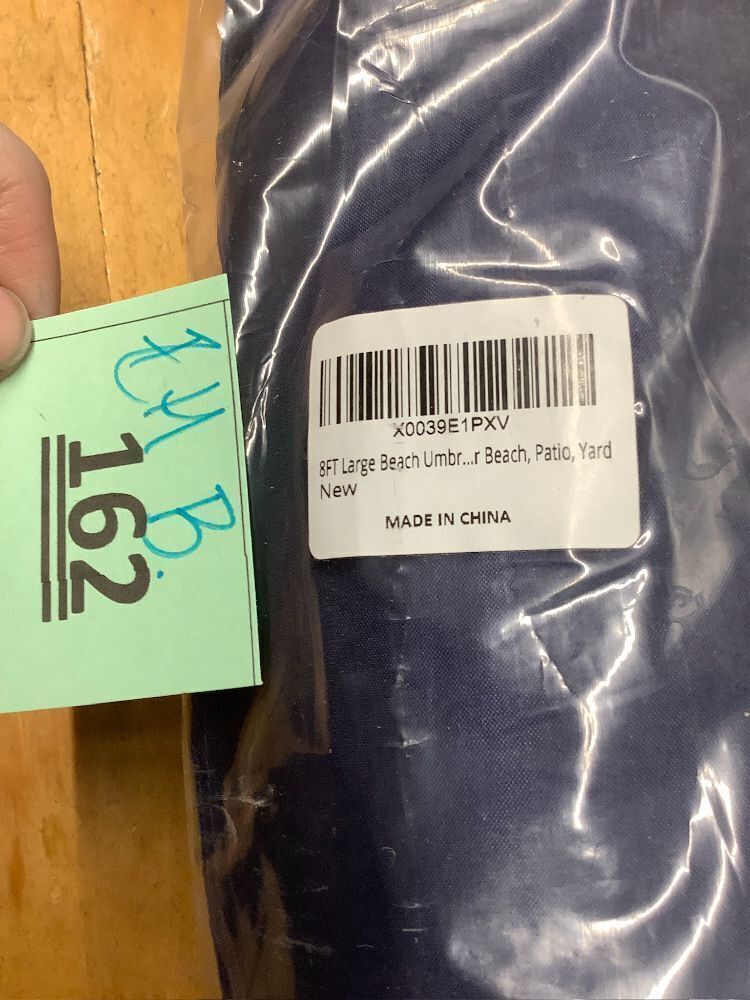 X0039E1PXV
8FT Large Beach Umbr...r Beach, Patio, Yard
New
MADE IN CHINA
162
B.